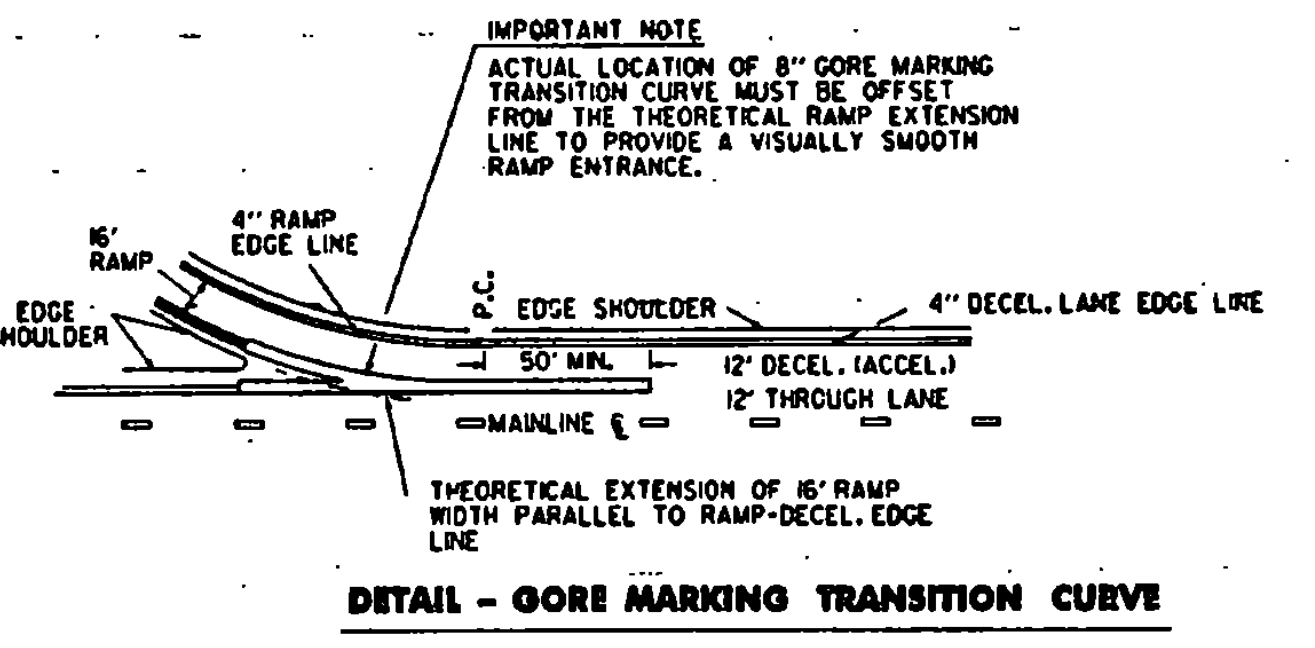 IMPORTANT NOTE
ACTUAL LOCATION OF 8" GORE MARKING
TRANSITION CURVE MUST BE OFFSET
FROM THE THEORETICAL RAMP EXTENSION
LINE TO PROVIDE A VISUALLY SMOOTH
RAMP ENTRANCE.
4" RAMP
EDGE LINE
16'
RAMP
EDGE
HOULDER
P.C.
EDGE SHOULDER
4" DECEL. LANE EDGE LINE
50' MIN.
12' DECEL. (ACCEL.)
12' THROUGH LANE
MAINLINE ℄
THEORETICAL EXTENSION OF 16' RAMP
WIDTH PARALLEL TO RAMP-DECEL. EDGE
LINE
DETAIL - GORE MARKING TRANSITION CURVE